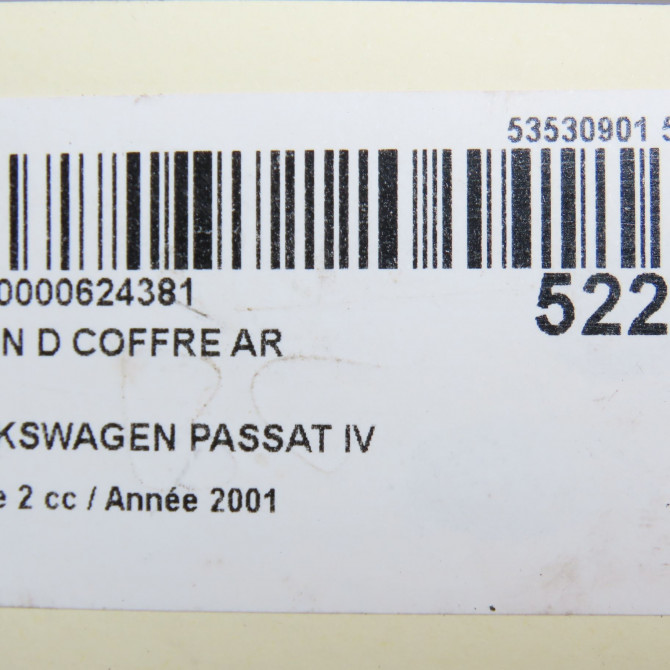 53530901 5
0000624381
522
N D COFFRE AR
KSWAGEN PASSAT IV
e 2 cc / Année 2001